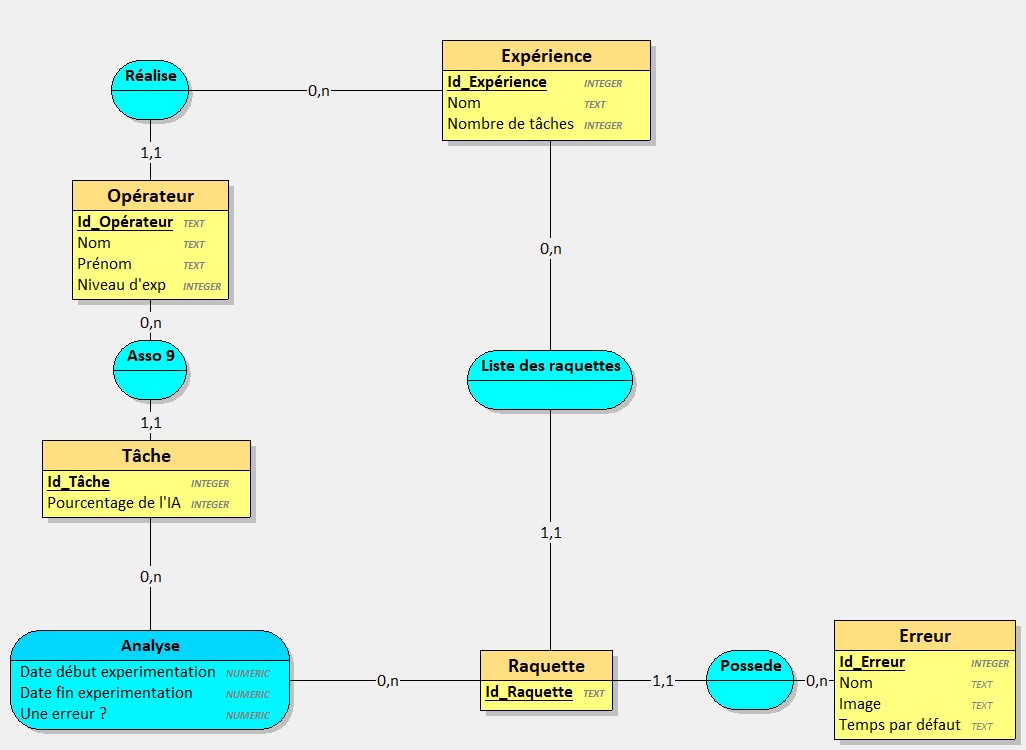 Expérience
Id_Expérience INTEGER
Nom TEXT
Nombre de tâches INTEGER
Réalise
0,n
1,1
Opérateur
Id_Opérateur TEXT
Nom TEXT
Prénom TEXT
Niveau d'exp INTEGER
0,n
0,n
Asso 9
Liste des raquettes
1,1
Tâche
Id_Tâche INTEGER
Pourcentage de l'IA INTEGER
1,1
0,n
Analyse
Date début experimentation NUMERIC
Date fin experimentation NUMERIC
Une erreur ? NUMERIC
0,n
Raquette
Id_Raquette TEXT
1,1
Possede
0,n
Erreur
Id_Erreur INTEGER
Nom TEXT
Image TEXT
Temps par défaut TEXT